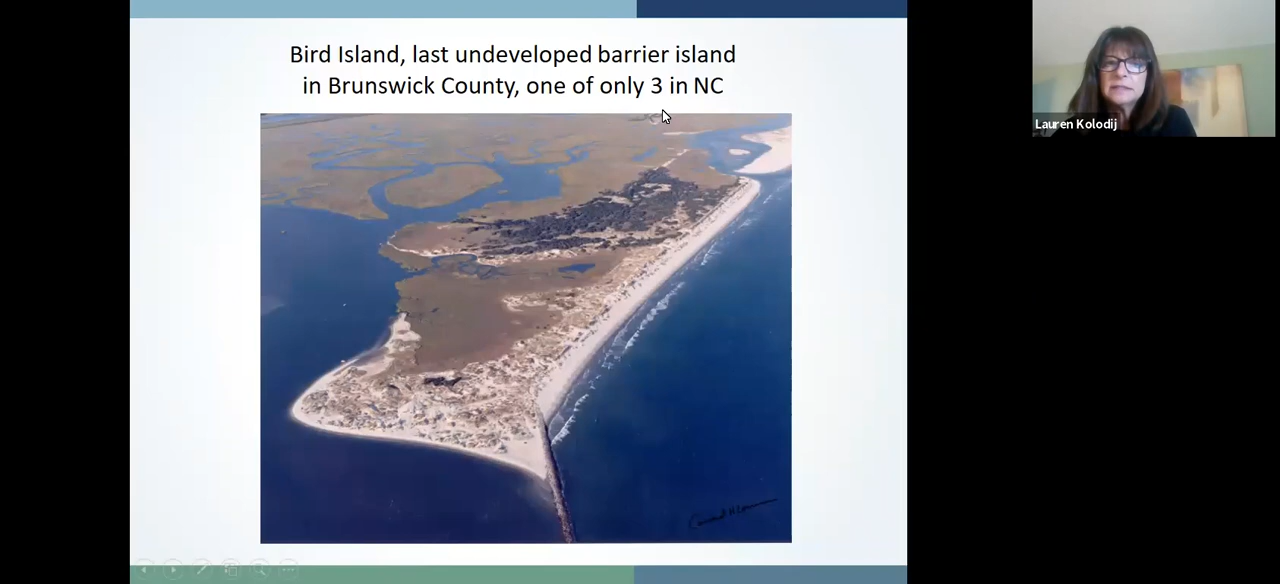 Bird Island, last undeveloped barrier island
in Brunswick County, one of only 3 in NC
Lauren Kolodij